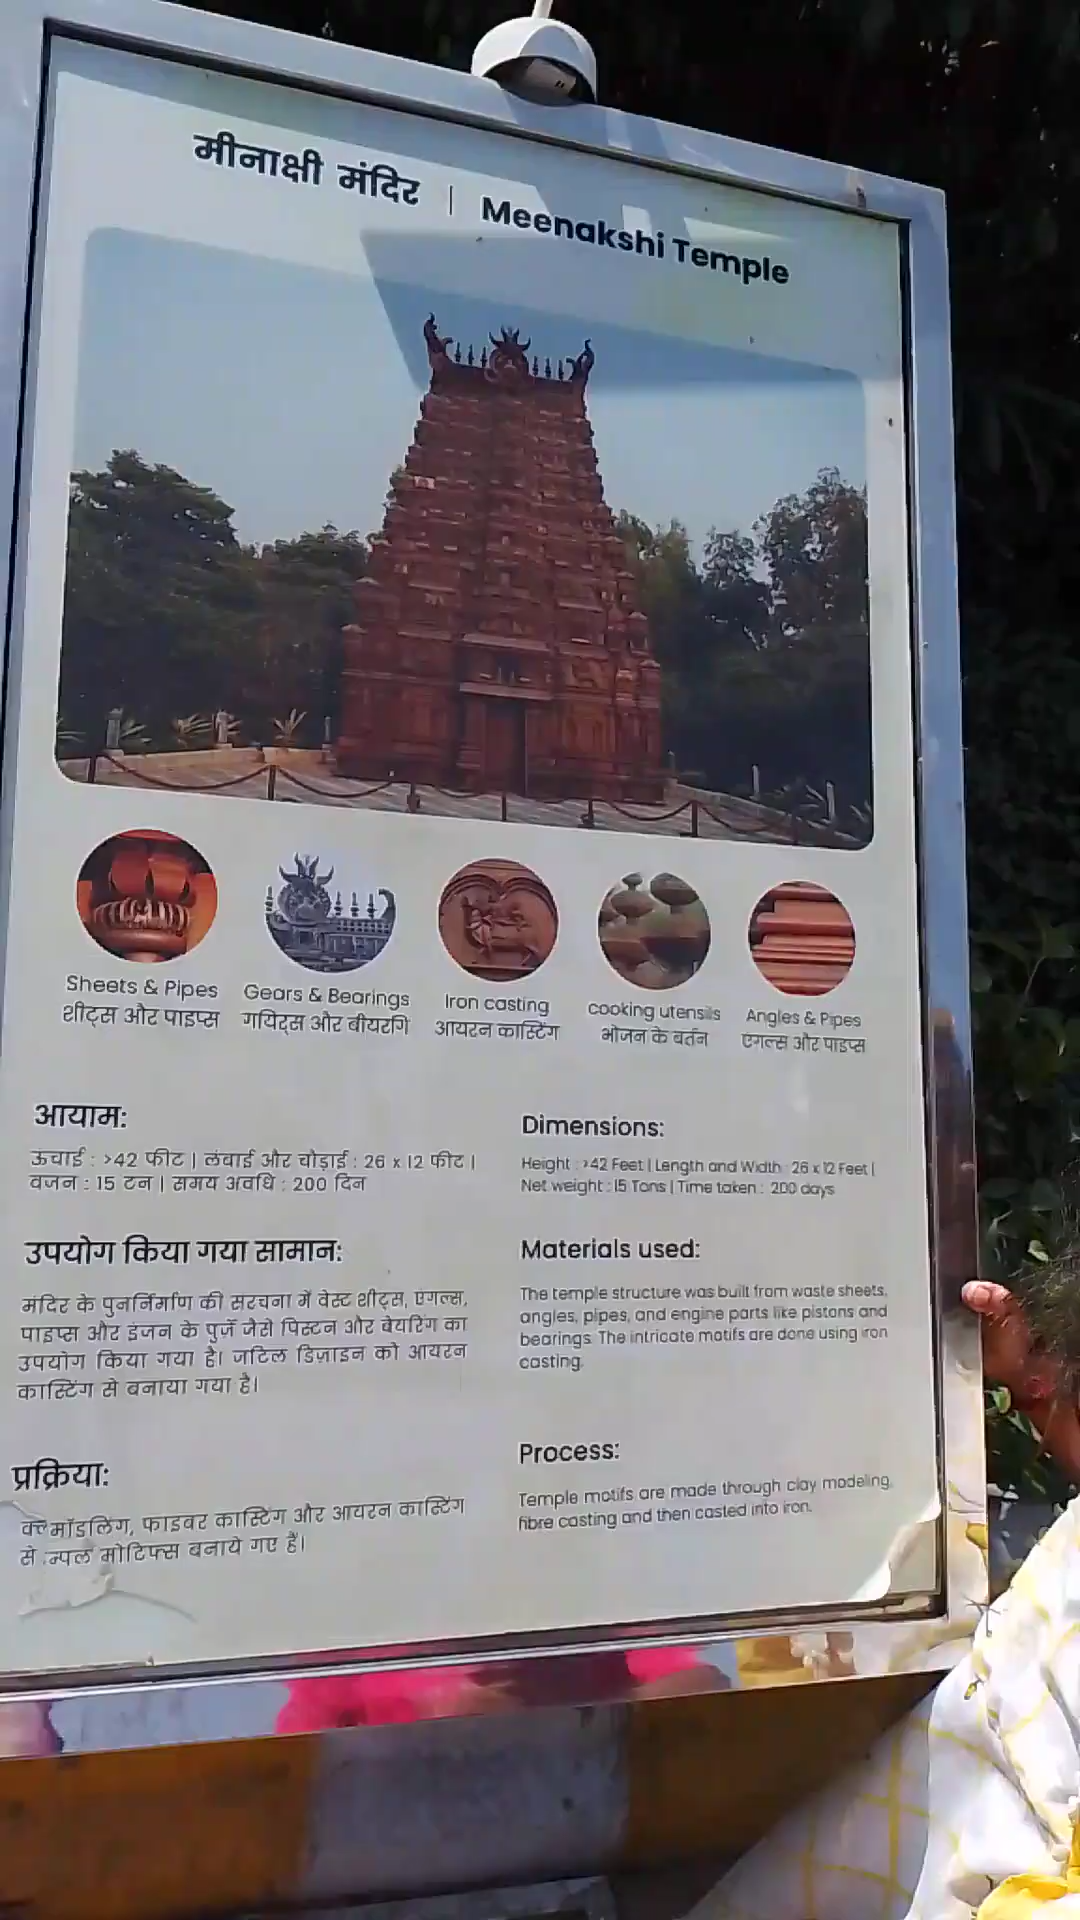 मीनाक्षी मंदिर | Meenakshi Temple
Sheets & Pipes
शीट्स और पाइप्स
Gears & Bearings
गयिर्स और बीयरंगि
Iron casting
आयरन कास्टिंग
cooking utensils
भोजन के बर्तन
Angles & Pipes
एंगल्स और पाइप्स
आयाम:
ऊंचाई : >42 फीट | लंबाई और चोड़ाई : 26 x 12 फीट |
वजन : 15 टन | समय अवधि : 200 दिन
उपयोग किया गया सामान:
मंदिर के पुनर्निर्माण की सरंचना में वेस्ट शीट्स, एंगल्स,
पाइप्स और इंजन के पुर्ज़े जैसे पिस्टन और बेयरिंग का
उपयोग किया गया है। जटिल डिज़ाइन को आयरन
कास्टिंग से बनाया गया है।
प्रक्रिया:
मॉडलिंग, फाइबर कास्टिंग और आयरन कास्टिंग
से मोटिफ्स बनाये गए हैं।
Dimensions:
Height : >42 Feet | Length and Width : 26 x 12 Feet |
Net weight : 15 Tons | Time taken : 200 days
Materials used:
The temple structure was built from waste sheets,
angles, pipes, and engine parts like pistons and
bearings. The intricate motifs are done using iron
casting.
Process:
Temple motifs are made through clay modeling,
fibre casting and then casted into iron.